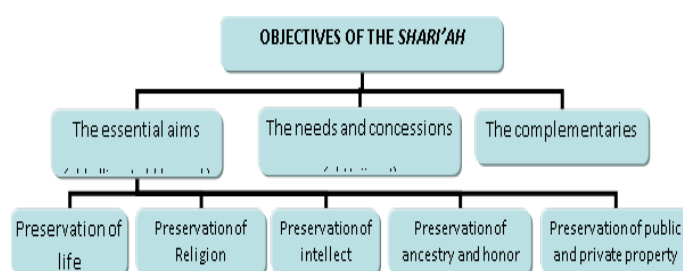 OBJECTIVES OF THE SHARI'AH
The essential aims
The needs and concessions
The complementaries
Preservation of
life
Preservation of
Religion
Preservation of
intellect
Preservation of
ancestry and honor
Preservation of public
and private property